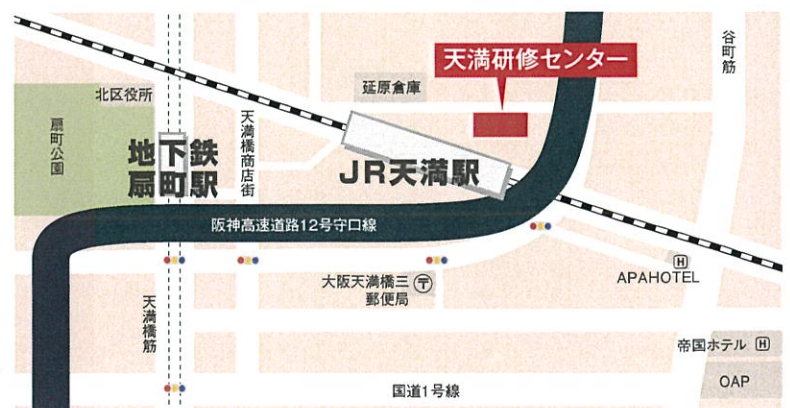 天満研修センター
谷町筋
延原倉庫
北区役所
扇町公園
天満橋商店街
地下鉄
扇町駅
JR天満駅
阪神高速道路12号守口線
大阪天満橋三
郵便局
〒
H
APAHOTEL
天満橋筋
帝国ホテル H
OAP
国道1号線